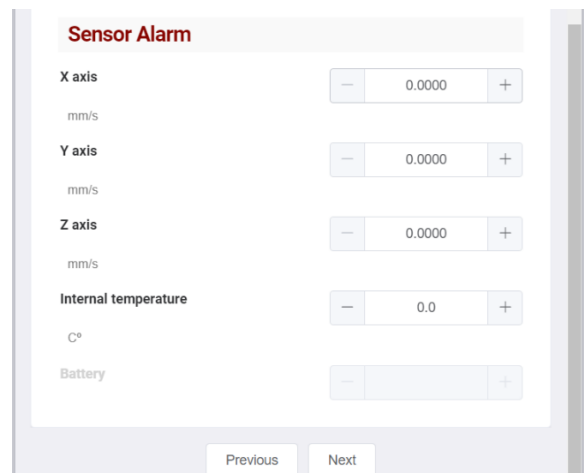 Sensor Alarm
X axis
0.0000
mm/s
Y axis
0.0000
mm/s
Z axis
0.0000
mm/s
Internal temperature
0.0
Cº
Battery
Previous Next